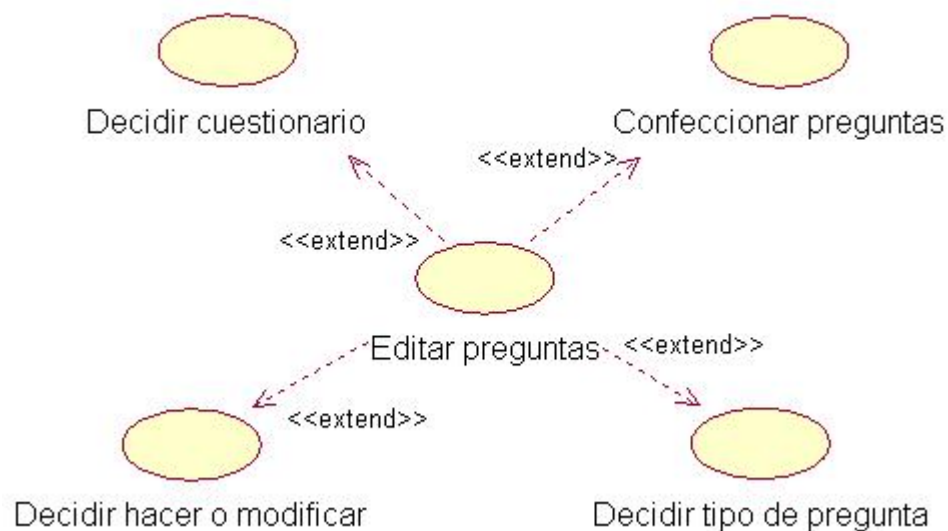 Decidir cuestionario
Confeccionar preguntas
<<extend>>
<<extend>>
Editar preguntas
<<extend>>
<<extend>>
Decidir hacer o modificar
Decidir tipo de pregunta